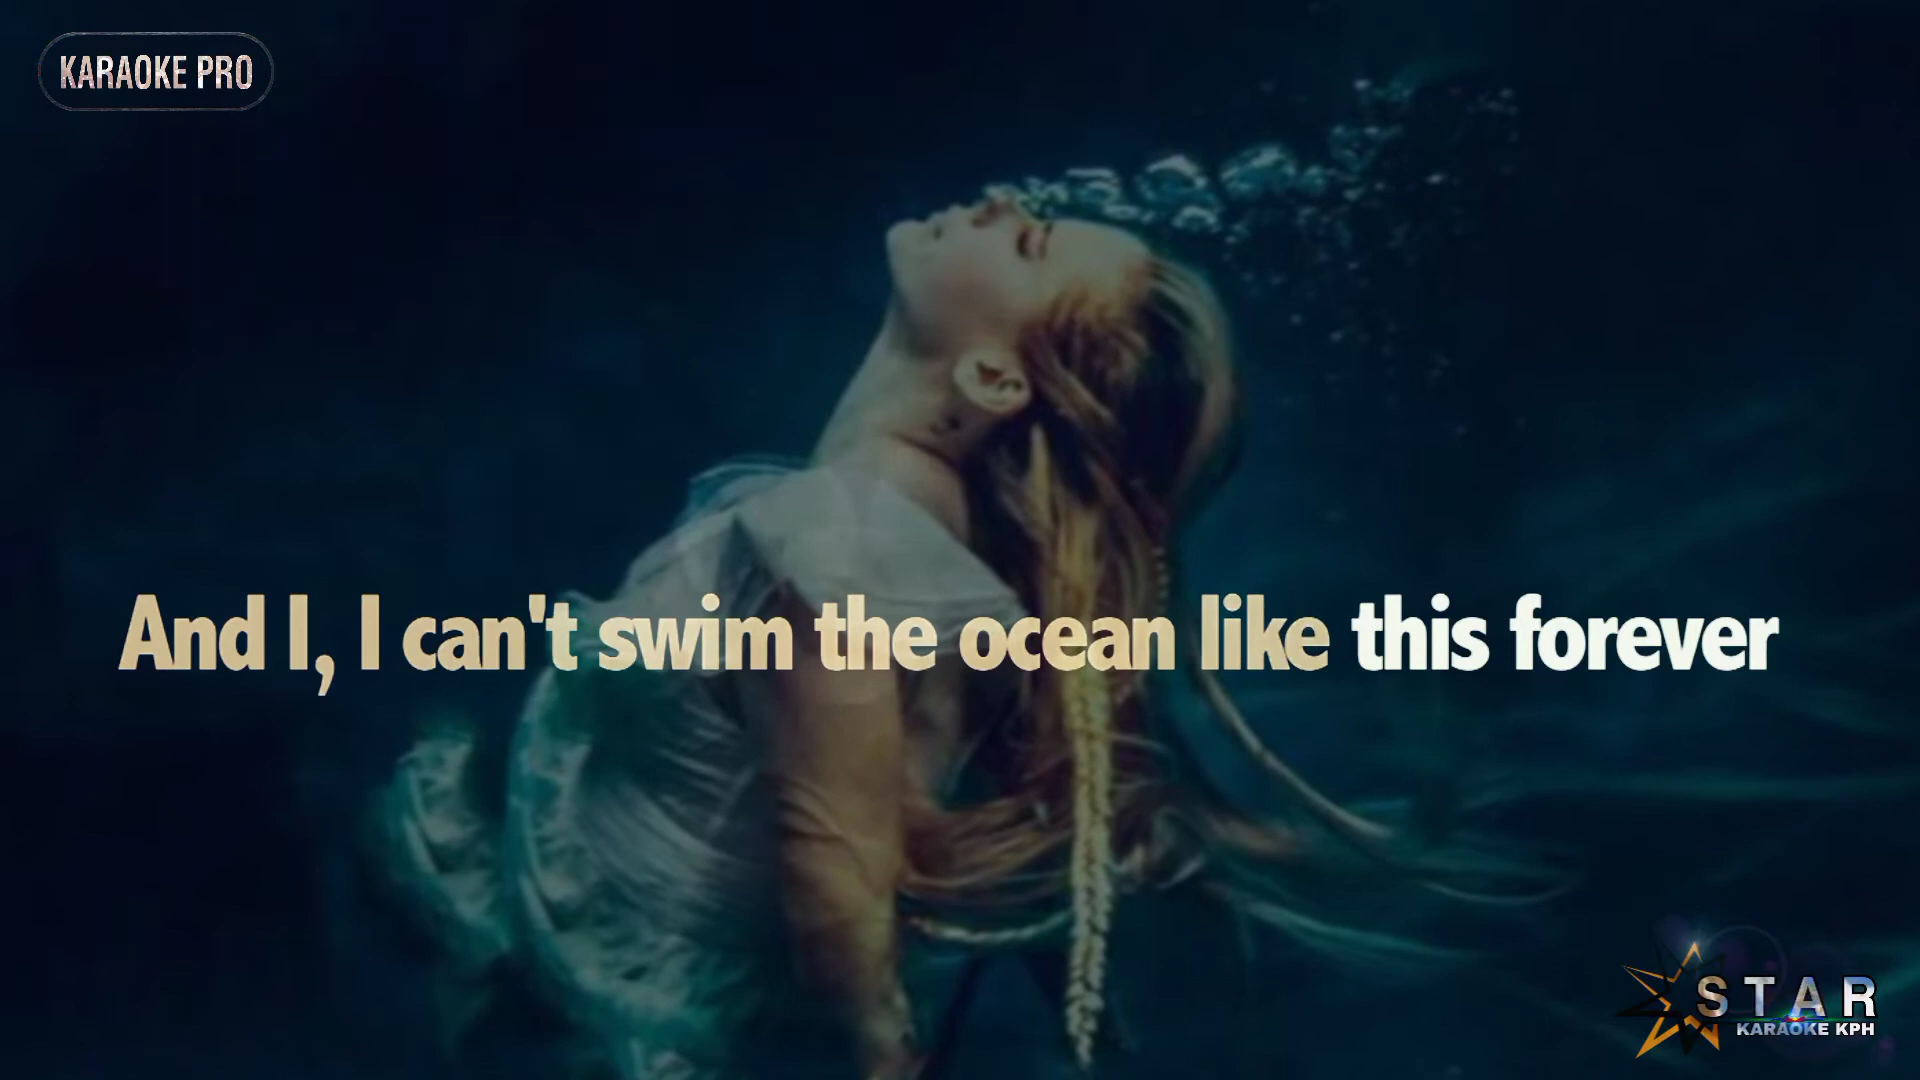 KARAOKE PRO
And I, I can't swim the ocean like this forever
STAR
KARAOKE KPH